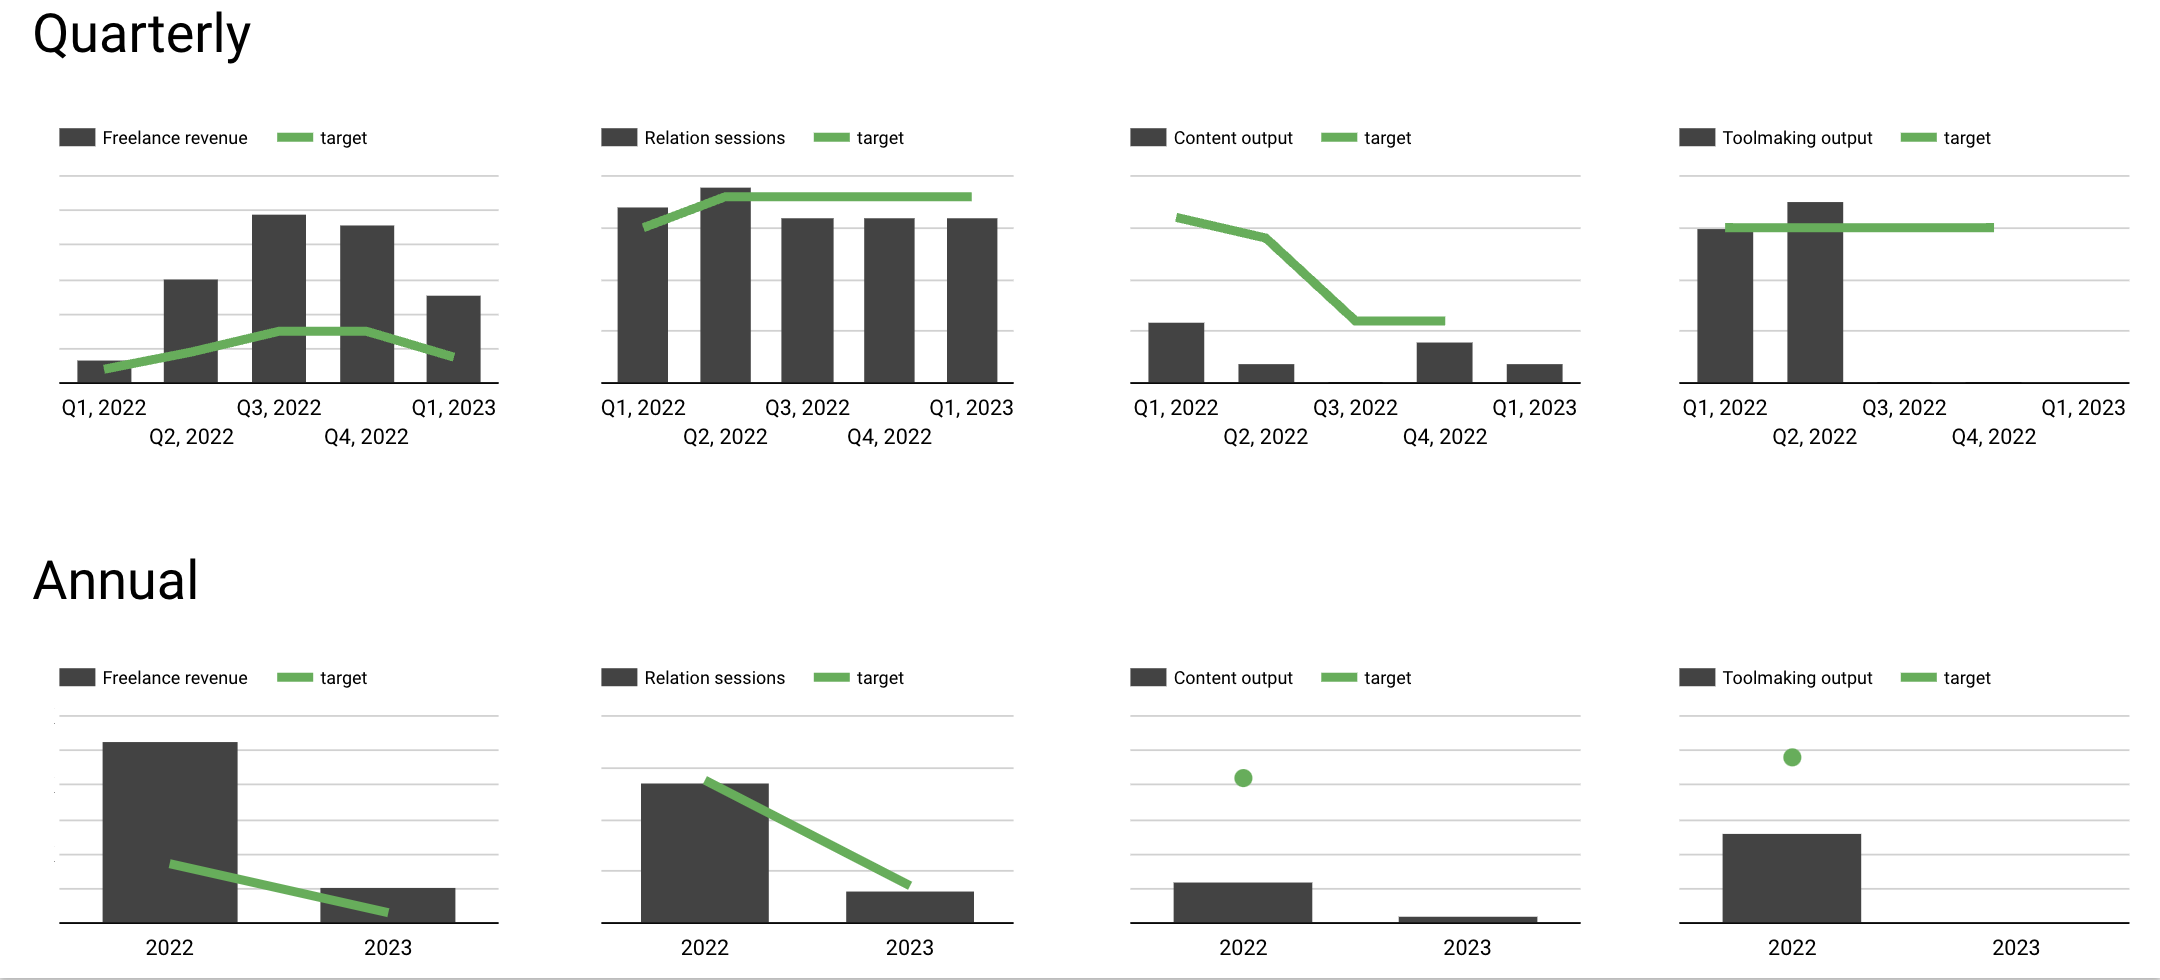 Quarterly
Freelance revenue target
Relation sessions target
Content output target
Toolmaking output target
Q1, 2022 Q3, 2022 Q1, 2023
Q2, 2022 Q4, 2022
Q1, 2022 Q3, 2022 Q1, 2023
Q2, 2022 Q4, 2022
Q1, 2022 Q3, 2022 Q1, 2023
Q2, 2022 Q4, 2022
Q1, 2022 Q3, 2022 Q1, 2023
Q2, 2022 Q4, 2022
Annual
Freelance revenue target
Relation sessions target
Content output target
Toolmaking output target
2022 2023
2022 2023
2022 2023
2022 2023